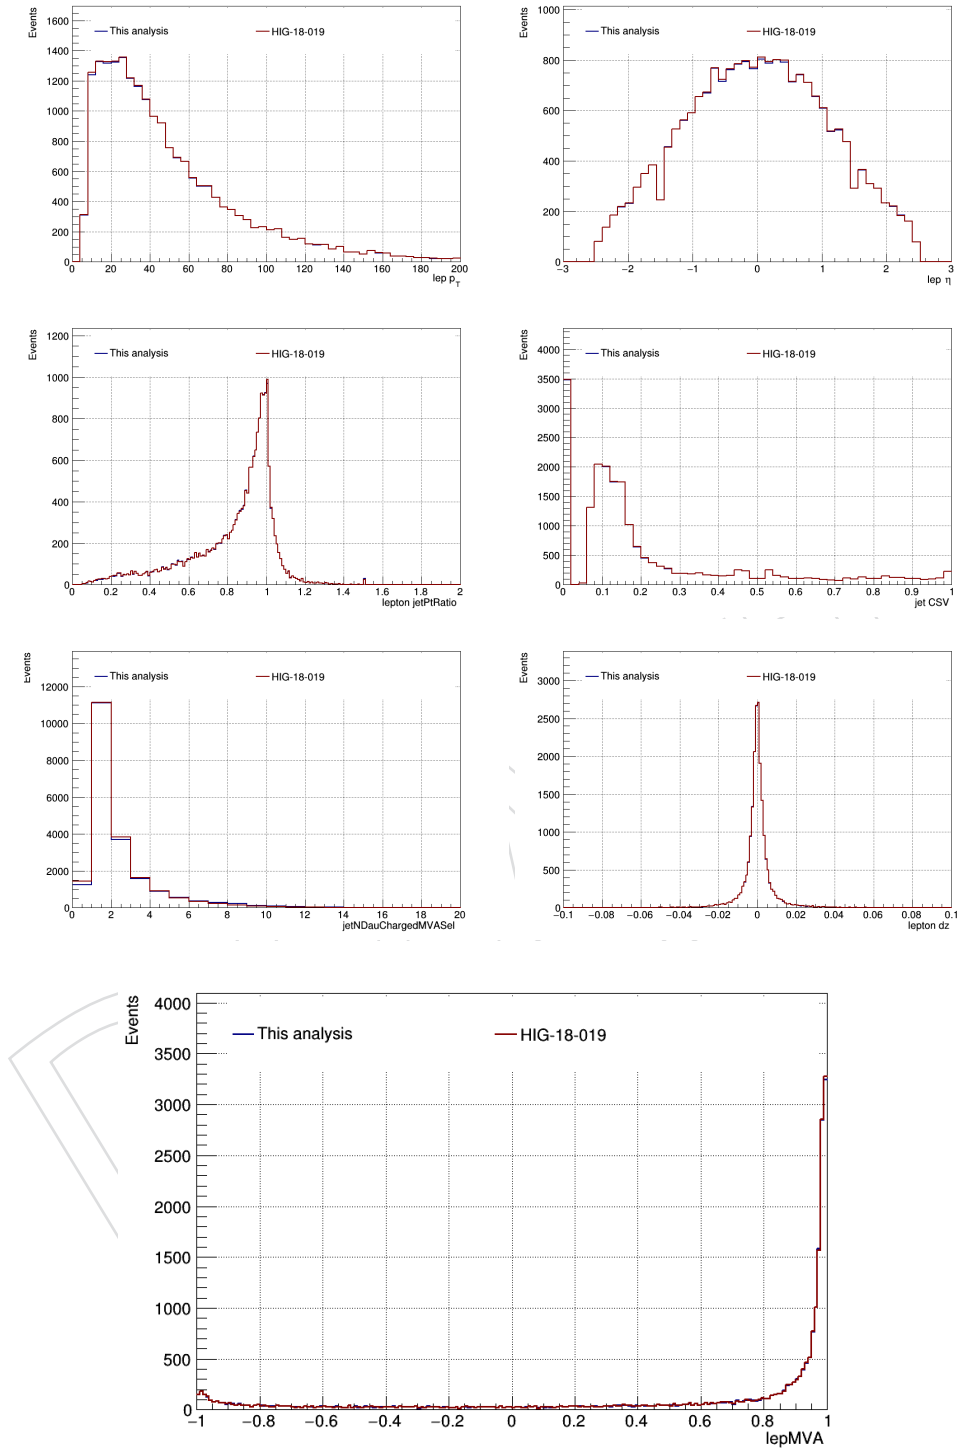 Events
This analysis
HIG-18-019
1600
1400
1200
1000
800
600
400
200
0
0 20 40 60 80 100 120 140 160 180 200
lep pT
Events
This analysis
HIG-18-019
1000
800
600
400
200
0
−3 −2 −1 0 1 2 3
lep η
Events
This analysis
HIG-18-019
1200
1000
800
600
400
200
0
0 0.2 0.4 0.6 0.8 1 1.2 1.4 1.6 1.8 2
lepton jetPtRatio
Events
This analysis
HIG-18-019
4000
3500
3000
2500
2000
1500
1000
500
0
0 0.1 0.2 0.3 0.4 0.5 0.6 0.7 0.8 0.9 1
jet CSV
Events
This analysis
HIG-18-019
12000
10000
8000
6000
4000
2000
0
0 2 4 6 8 10 12 14 16 18 20
jetNDauChargedMVASel
Events
This analysis
HIG-18-019
3000
2500
2000
1500
1000
500
0
−0.1 −0.08 −0.06 −0.04 −0.02 0 0.02 0.04 0.06 0.08 0.1
lepton dz
Events
This analysis
HIG-18-019
4000
3500
3000
2500
2000
1500
1000
500
0
−1 −0.8 −0.6 −0.4 −0.2 0 0.2 0.4 0.6 0.8 1
lepMVA